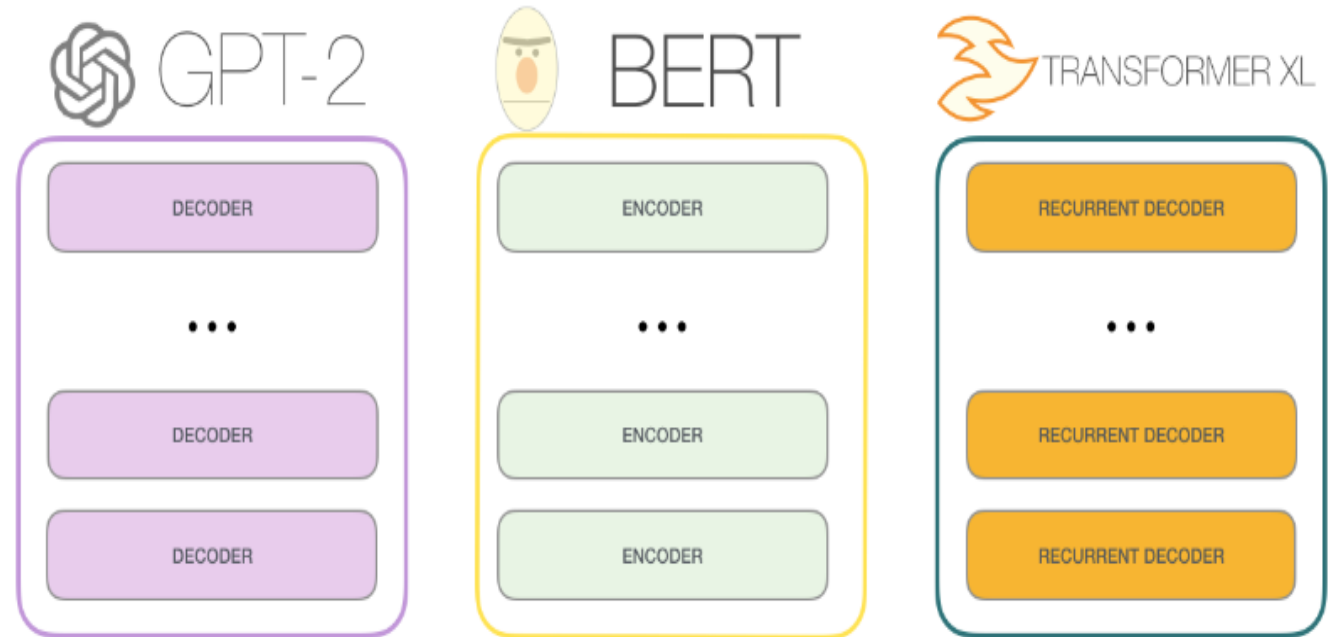 GPT-2
DECODER
...
DECODER
DECODER
BERT
ENCODER
...
ENCODER
ENCODER
TRANSFORMER XL
RECURRENT DECODER
...
RECURRENT DECODER
RECURRENT DECODER